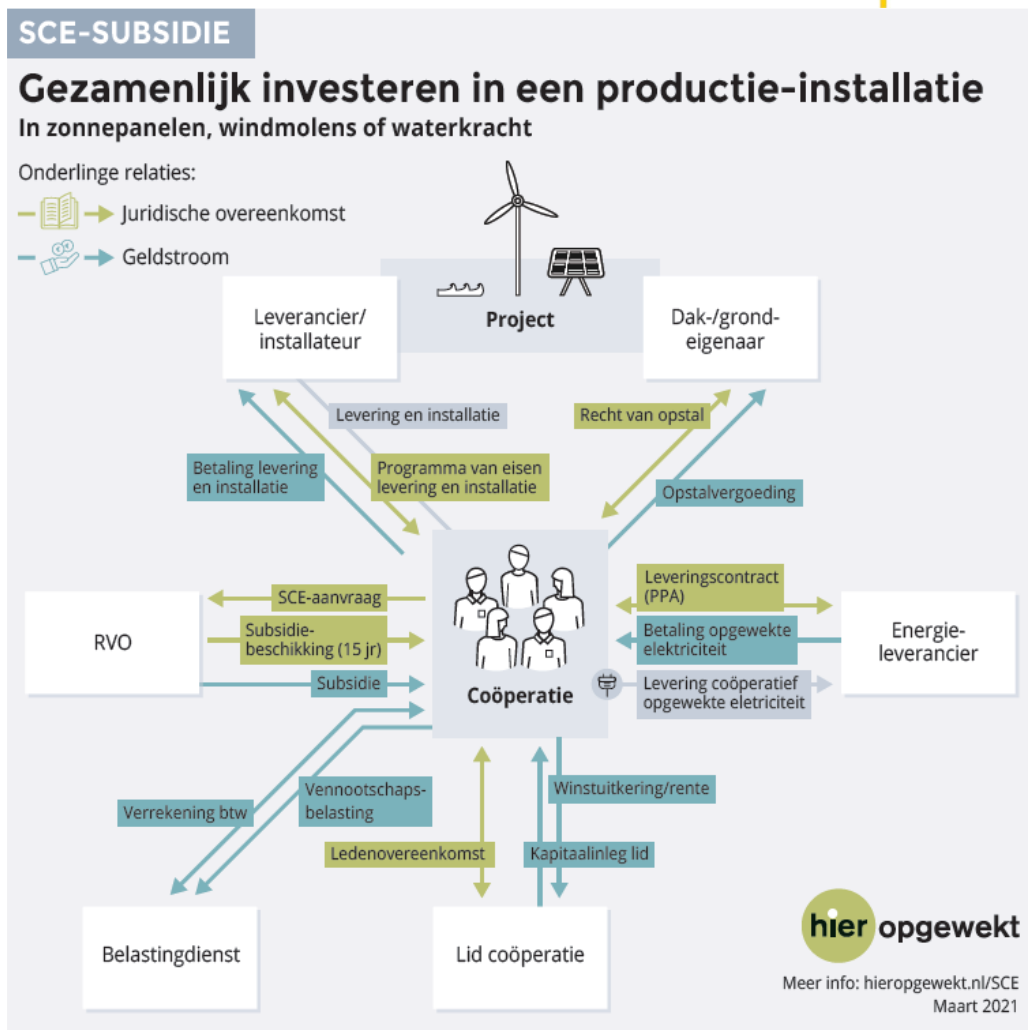 SCE-SUBSIDIE
Gezamenlijk investeren in een productie-installatie
In zonnepanelen, windmolens of waterkracht
Onderlinge relaties:
Juridische overeenkomst
Geldstroom
Project
Leverancier/
installateur
Dak-/grond-
eigenaar
Levering en installatie
Recht van opstal
Betaling levering
en installatie
Programma van eisen
levering en installatie
Opstalvergoeding
RVO
SCE-aanvraag
Subsidie-
beschikking (15 jr)
Subsidie
Coöperatie
Leveringscontract
(PPA)
Betaling opgewekte
elektriciteit
Levering coöperatief
opgewekte eletriciteit
Energie-
leverancier
Verrekening btw
Vennootschaps-
belasting
Winstuitkering/rente
Ledenovereenkomst
Kapitaalinleg lid
Belastingdienst
Lid coöperatie
hier opgewekt
Meer info: hieropgewekt.nl/SCE
Maart 2021